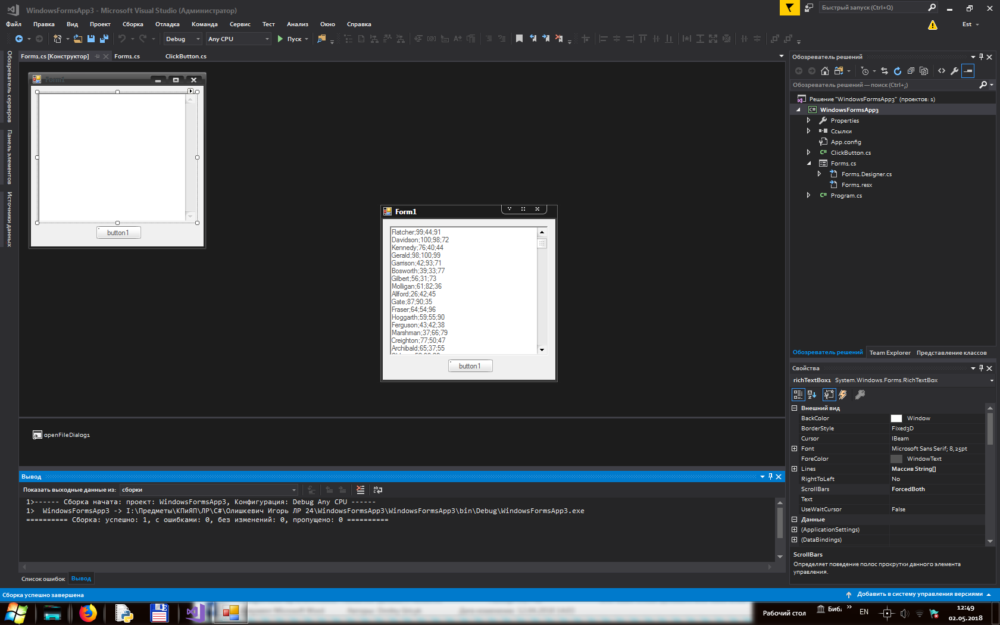 WindowsFormsApp3 - Microsoft Visual Studio (Администратор)
Быстрый запуск (Ctrl+Q)
Файл Правка Вид Проект Сборка Отладка Команда Сервис Тест Анализ Окно Справка
Est
Debug Any CPU Пуск
Обозреватель серверов
Панель элементов
Источники данных
Form1.cs [Конструктор] Form1.cs ClickButton.cs
Form1
button1
Form1
Flatcher;99;44;91
Davidson;100;98;72
Kennedy;76;40;44
Gerald;98;100;99
Garrison;42;93;71
Bosworth;39;33;77
Gilbert;56;31;73
Molligan;61;82;36
Allford;26;42;45
Gate;87;90;35
Fraser;64;54;96
Hoggarth;59;55;90
Ferguson;43;42;38
Marshman;37;66;79
Creighton;77;50;47
Archibald;65;37;55
button1
openFileDialog1
Вывод
Показать выходные данные из: сборки
1>------ Сборка начата: проект: WindowsFormsApp3, Конфигурация: Debug Any CPU ------
1>  WindowsFormsApp3 -> I:\Предметы\КПиЯП\ЛР\C#\Олишкевич Игорь ЛР 24\WindowsFormsApp3\WindowsFormsApp3\bin\Debug\WindowsFormsApp3.exe
========== Сборка: успешно: 1, с ошибками: 0, без изменений: 0, пропущено: 0 ==========
Список ошибок Вывод
Обозреватель решений
Обозреватель решений — поиск (Ctrl+;)
Решение "WindowsFormsApp3" (проектов: 1)
WindowsFormsApp3
Properties
Ссылки
App.config
ClickButton.cs
Form1.cs
Form1.Designer.cs
Form1.resx
Program.cs
Обозреватель решений Team Explorer Представление классов
Свойства
richTextBox1 System.Windows.Forms.RichTextBox
Внешний вид
BackColor Window
BorderStyle Fixed3D
Cursor IBeam
Font Microsoft Sans Serif; 8,25pt
ForeColor WindowText
Lines Массив String[]
RightToLeft No
ScrollBars ForcedBoth
Text
UseWaitCursor False
Данные
(ApplicationSettings)
(DataBindings)
ScrollBars
Определяет поведение полос прокрутки данного элемента
управления.
Сборка успешно завершена
Добавить в систему управления версиями
Рабочий стол
Библ
EN
12:49
02.05.2018